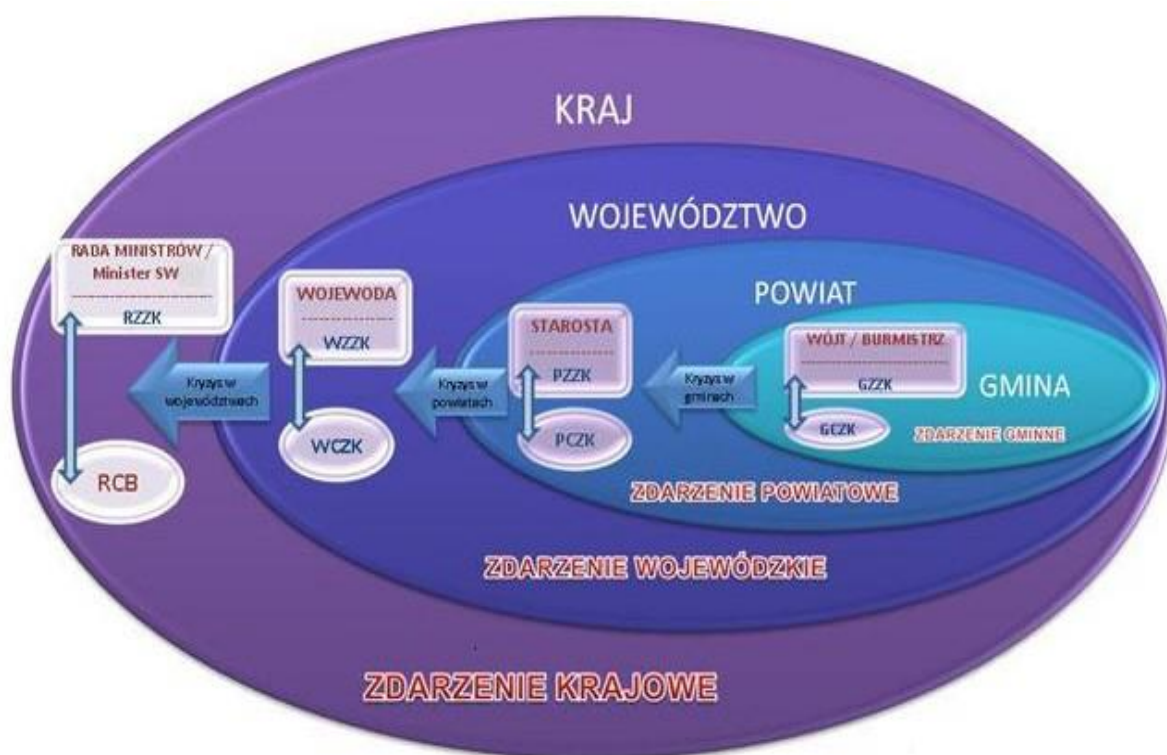 KRAJ
WOJEWÓDZTWO
POWIAT
GMINA
RADA MINISTRÓW /
Minister SW
RZZK
RCB
Kryzys w
województwach
WOJEWODA
WZZK
WCZK
Kryzys w
powiatach
STAROSTA
PZZK
PCZK
Kryzys w
gminach
WÓJT / BURMISTRZ
GZZK
GCZK
ZDARZENIE GMINNE
ZDARZENIE POWIATOWE
ZDARZENIE WOJEWÓDZKIE
ZDARZENIE KRAJOWE